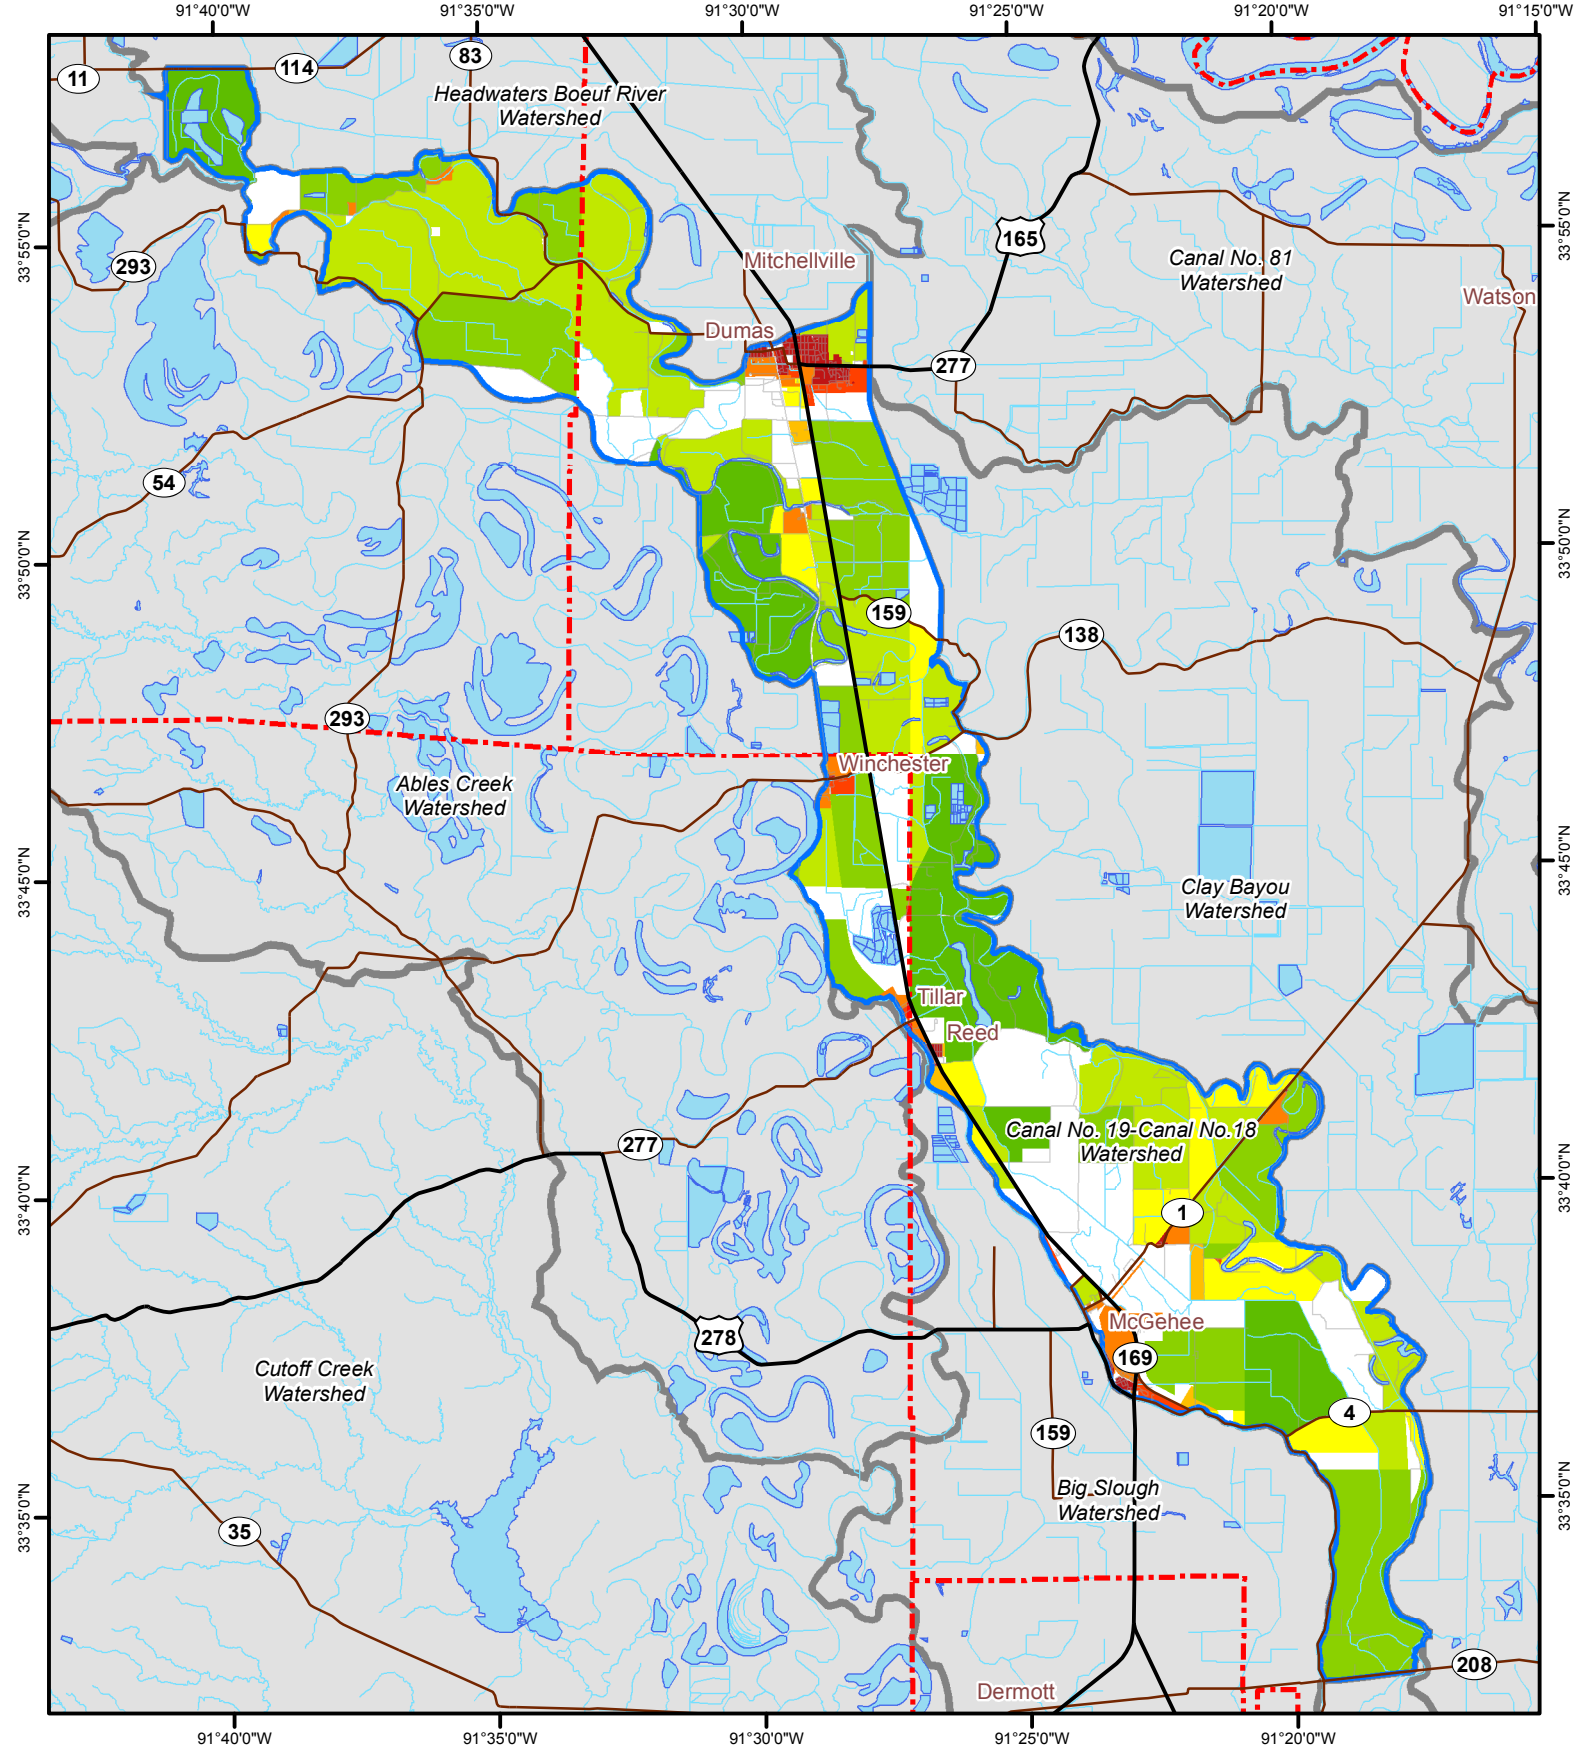 91°40'0"W
91°35'0"W
91°30'0"W
91°25'0"W
91°20'0"W
91°15'0"W
83
114
11
Headwaters Boeuf River
Watershed
33°55'0"N
33°55'0"N
165
293
Mitchellville
Canal No. 81
Watershed
Watson
Dumas
277
54
33°50'0"N
33°50'0"N
159
138
293
Winchester
Ables Creek
Watershed
33°45'0"N
33°45'0"N
Clay Bayou
Watershed
Tillar
Reed
277
Canal No. 19-Canal No.18
Watershed
33°40'0"N
33°40'0"N
1
278
McGehee
169
Cutoff Creek
Watershed
4
159
Big Slough
Watershed
33°35'0"N
33°35'0"N
35
208
Dermott
91°40'0"W
91°35'0"W
91°30'0"W
91°25'0"W
91°20'0"W